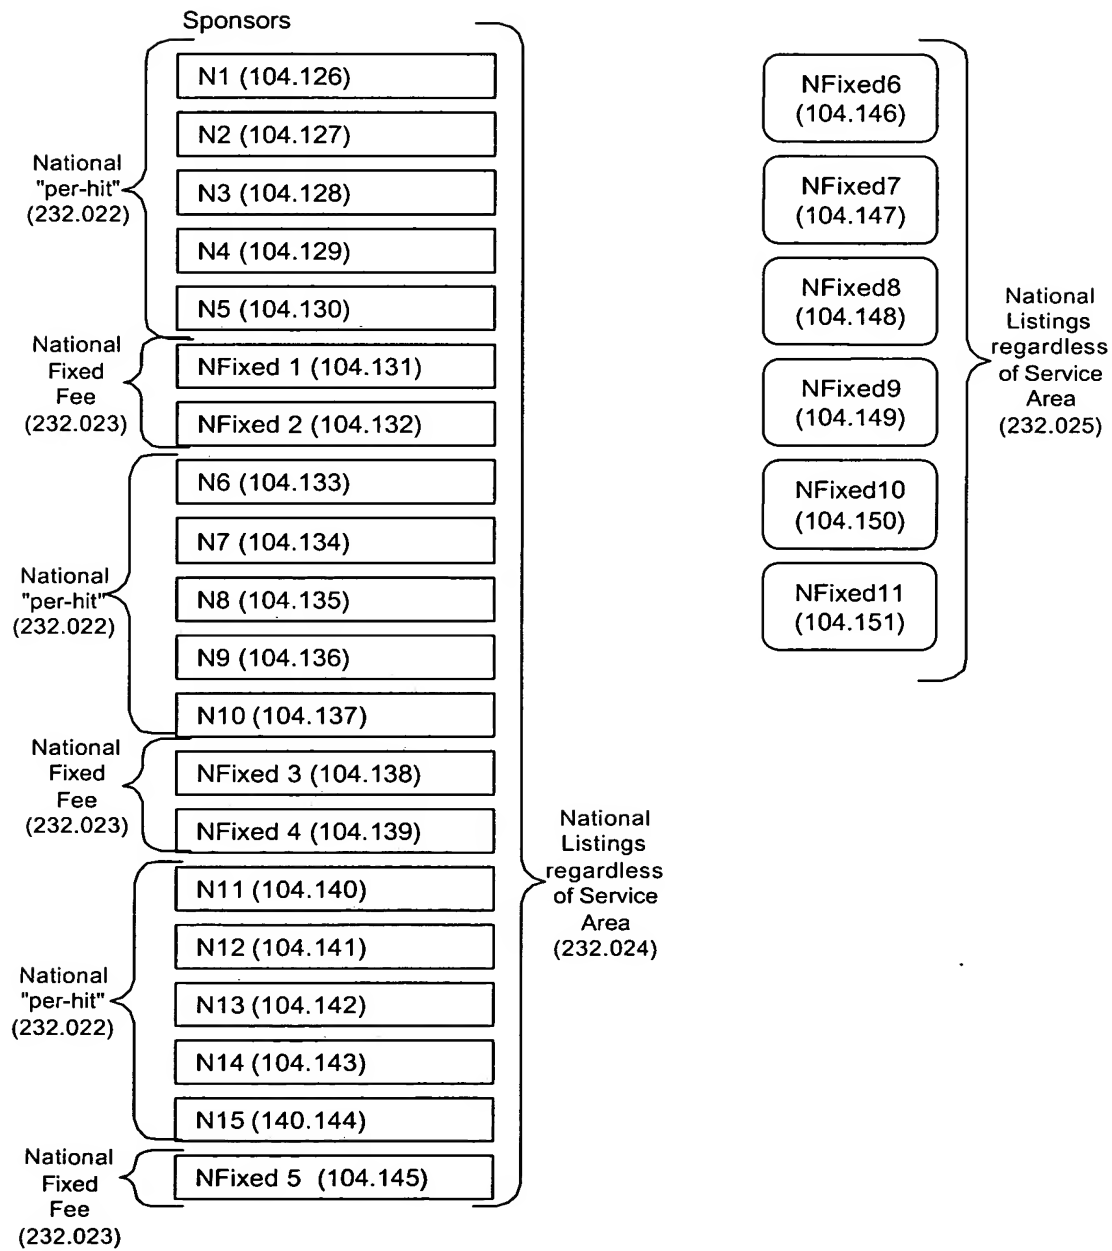 Sponsors
N1 (104.126)
N2 (104.127)
N3 (104.128)
N4 (104.129)
N5 (104.130)
National
"per-hit"
(232.022)
NFixed 1 (104.131)
NFixed 2 (104.132)
National
Fixed
Fee
(232.023)
N6 (104.133)
N7 (104.134)
N8 (104.135)
N9 (104.136)
N10 (104.137)
National
"per-hit"
(232.022)
NFixed 3 (104.138)
NFixed 4 (104.139)
National
Fixed
Fee
(232.023)
N11 (104.140)
N12 (104.141)
N13 (104.142)
N14 (104.143)
N15 (140.144)
National
"per-hit"
(232.022)
NFixed 5 (104.145)
National
Fixed
Fee
(232.023)
National
Listings
regardless
of Service
Area
(232.024)
NFixed6
(104.146)
NFixed7
(104.147)
NFixed8
(104.148)
NFixed9
(104.149)
NFixed10
(104.150)
NFixed11
(104.151)
National
Listings
regardless
of Service
Area
(232.025)